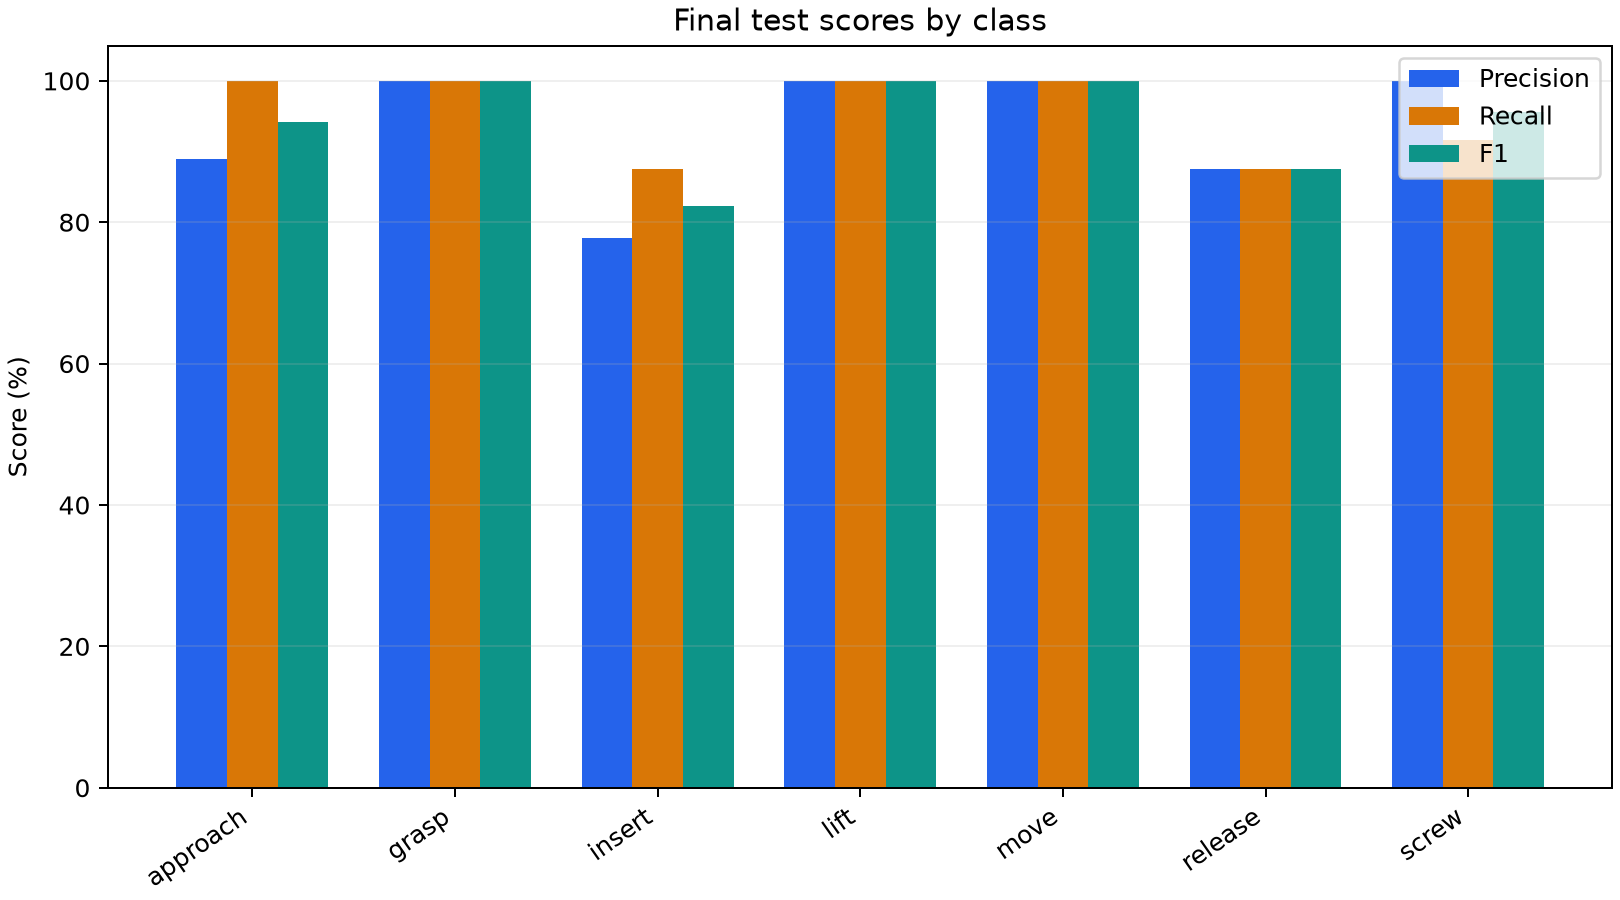 Final test scores by class
Precision
Recall
F1
Score (%)
100
80
60
40
20
0
approach
grasp
insert
lift
move
release
screw